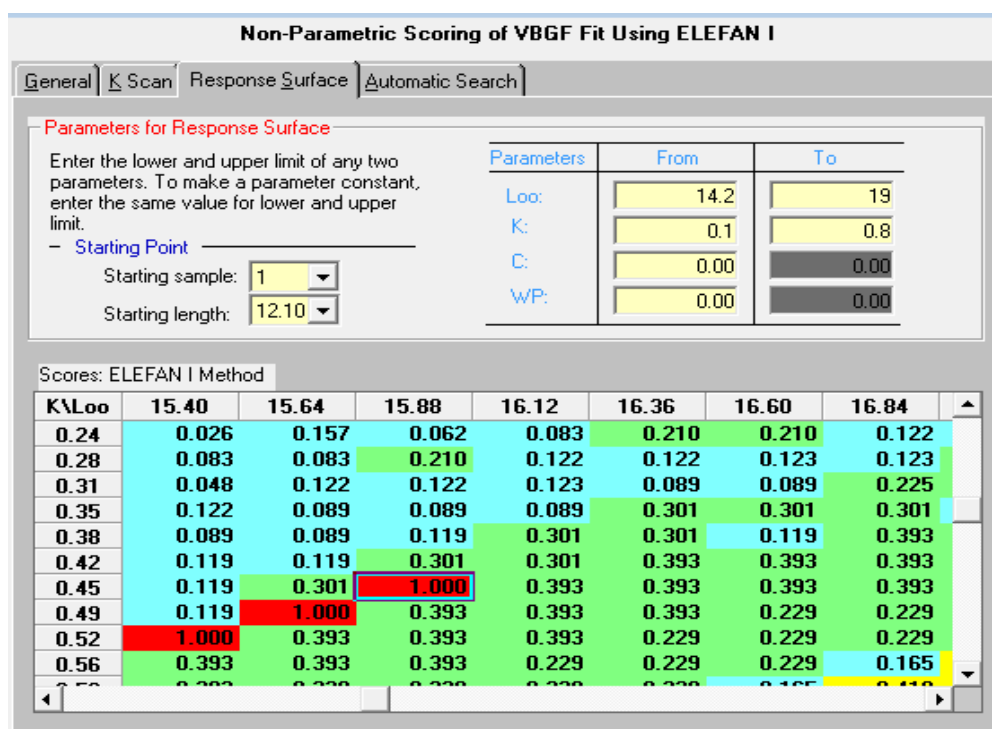 Non-Parametric Scoring of VBGF Fit Using ELEFAN I
General K Scan Response Surface Automatic Search
Parameters for Response Surface
Enter the lower and upper limit of any two
parameters. To make a parameter constant,
enter the same value for lower and upper
limit.
Starting Point
Starting sample: 1
Starting length: 12.10
Parameters From To
Loo: 14.2 19
K: 0.1 0.8
C: 0.00 0.00
WP: 0.00 0.00
Scores: ELEFAN I Method
K\Loo 15.40 15.64 15.88 16.12 16.36 16.60 16.84
0.24 0.026 0.157 0.062 0.083 0.210 0.210 0.122
0.28 0.083 0.083 0.210 0.122 0.122 0.123 0.123
0.31 0.048 0.122 0.122 0.123 0.089 0.089 0.225
0.35 0.122 0.089 0.089 0.089 0.301 0.301 0.301
0.38 0.089 0.089 0.119 0.301 0.301 0.119 0.393
0.42 0.119 0.119 0.301 0.301 0.393 0.393 0.393
0.45 0.119 0.301 1.000 0.393 0.393 0.393 0.393
0.49 0.119 1.000 0.393 0.393 0.393 0.229 0.229
0.52 1.000 0.393 0.393 0.393 0.229 0.229 0.229
0.56 0.393 0.393 0.393 0.229 0.229 0.229 0.165